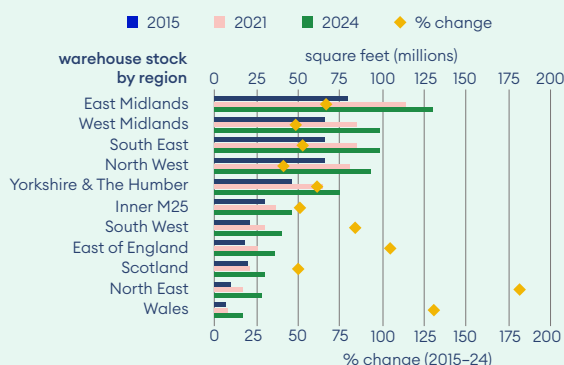 2015 2021 2024 % change
warehouse stock
by region
square feet (millions)
0 25 50 75 100 125 150 175 200
East Midlands
West Midlands
South East
North West
Yorkshire & The Humber
Inner M25
South West
East of England
Scotland
North East
Wales
0 25 50 75 100 125 150 175 200
% change (2015–24)